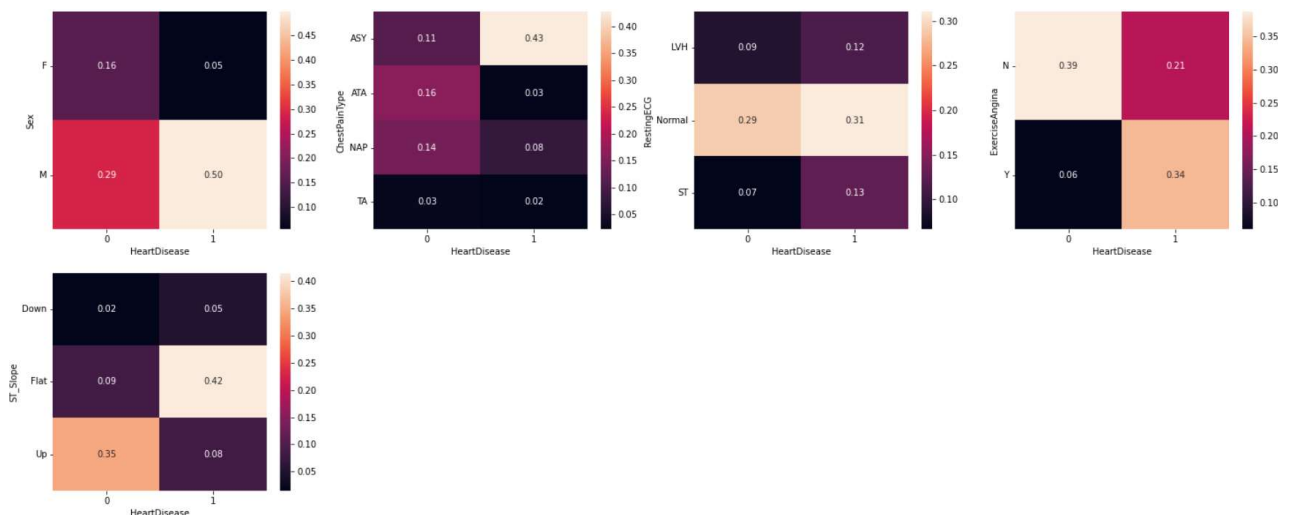 Sex
F 0.16 0.05
M 0.29 0.50
0 1
HeartDisease
0.45
0.40
0.35
0.30
0.25
0.20
0.15
0.10
ChestPainType
ASY 0.11 0.43
ATA 0.16 0.03
NAP 0.14 0.08
TA 0.03 0.02
0 1
HeartDisease
0.40
0.35
0.30
0.25
0.20
0.15
0.10
0.05
RestingECG
LVH 0.09 0.12
Normal 0.29 0.31
ST 0.07 0.13
0 1
HeartDisease
0.30
0.25
0.20
0.15
0.10
ExerciseAngina
N 0.39 0.21
Y 0.06 0.34
0 1
HeartDisease
0.35
0.30
0.25
0.20
0.15
0.10
ST_Slope
Down 0.02 0.05
Flat 0.09 0.42
Up 0.35 0.08
0 1
HeartDisease
0.40
0.35
0.30
0.25
0.20
0.15
0.10
0.05